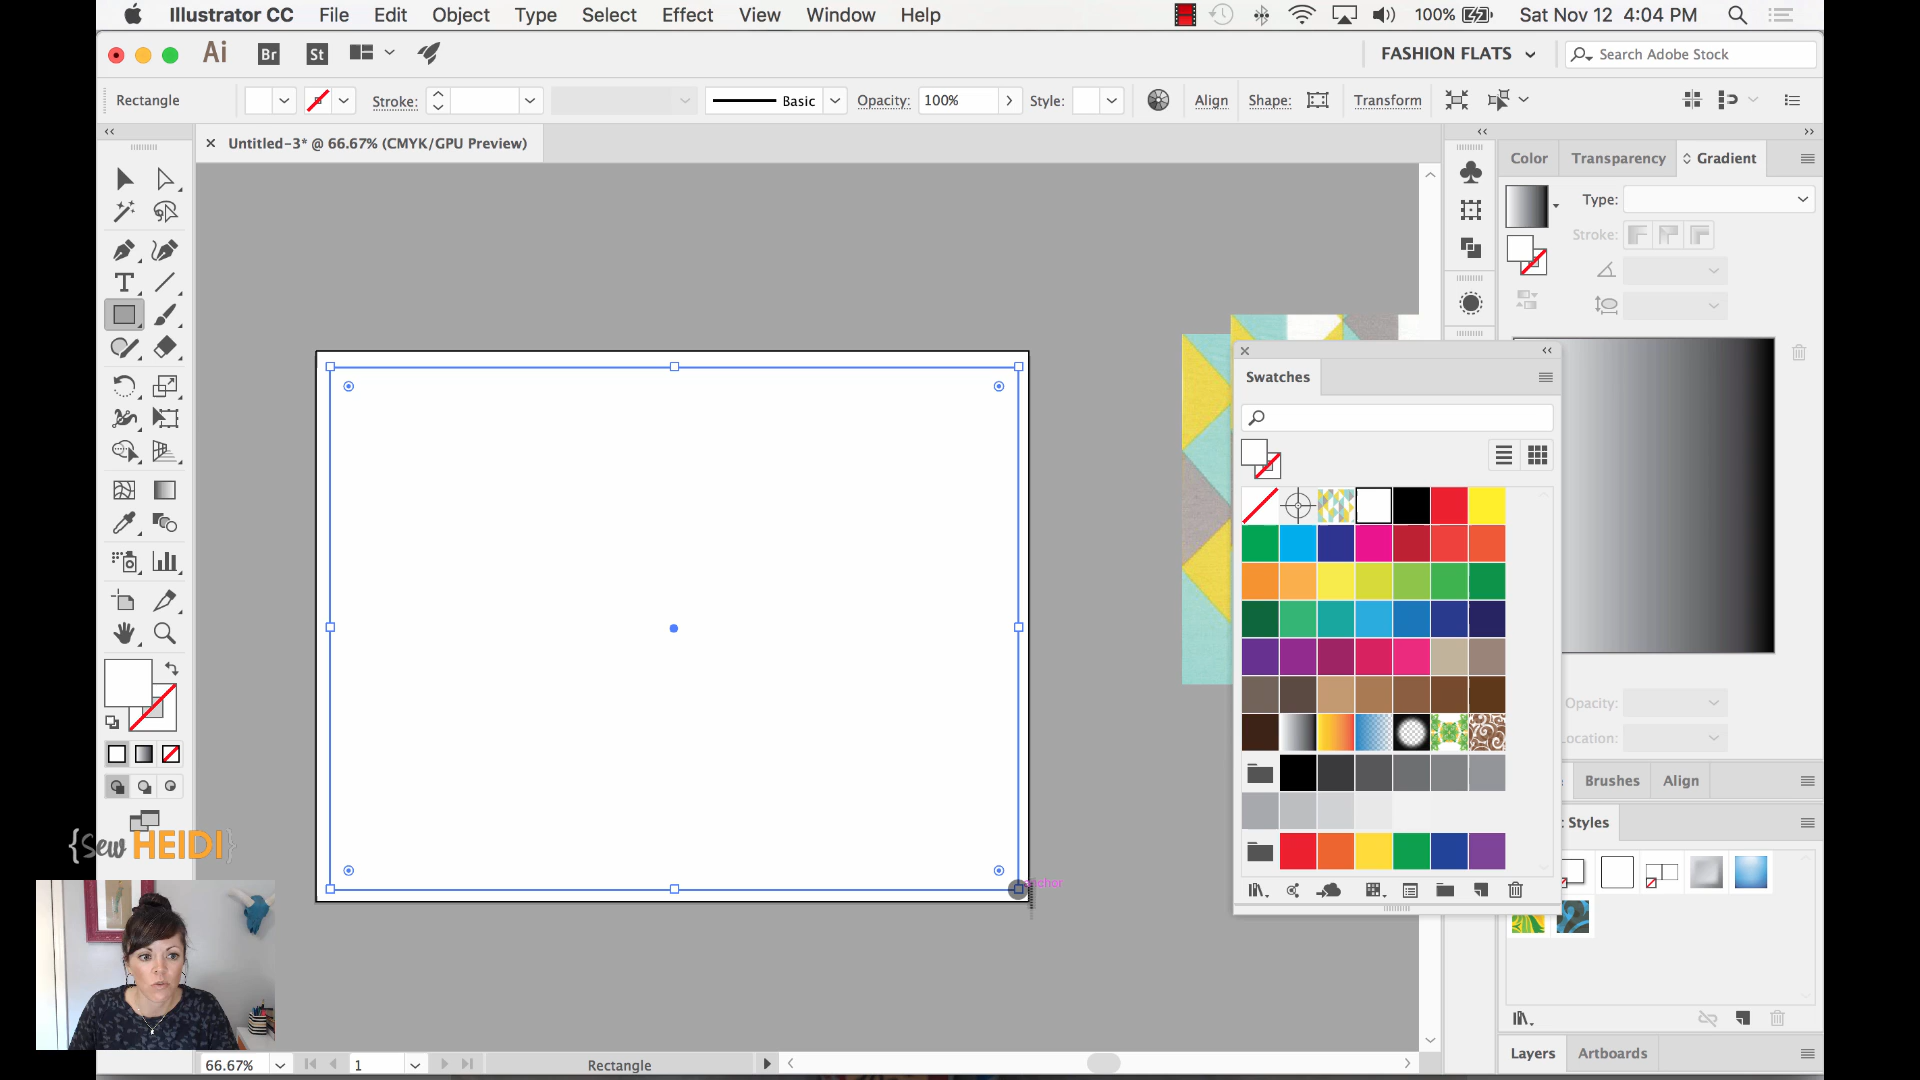 Illustrator CC File Edit Object Type Select Effect View Window Help 100% Sat Nov 12 4:04 PM
Ai Br St FASHION FLATS Search Adobe Stock
Rectangle Stroke: Basic Opacity: 100% Style: Align Shape: Transform
× Untitled-3* @ 66.67% (CMYK/GPU Preview)
Color Transparency Gradient
Type:
Stroke:
T
Swatches
anchor
Opacity:
Location:
Brushes Align
Styles
{Sew HEIDI}
66.67% 1 Rectangle
Layers Artboards